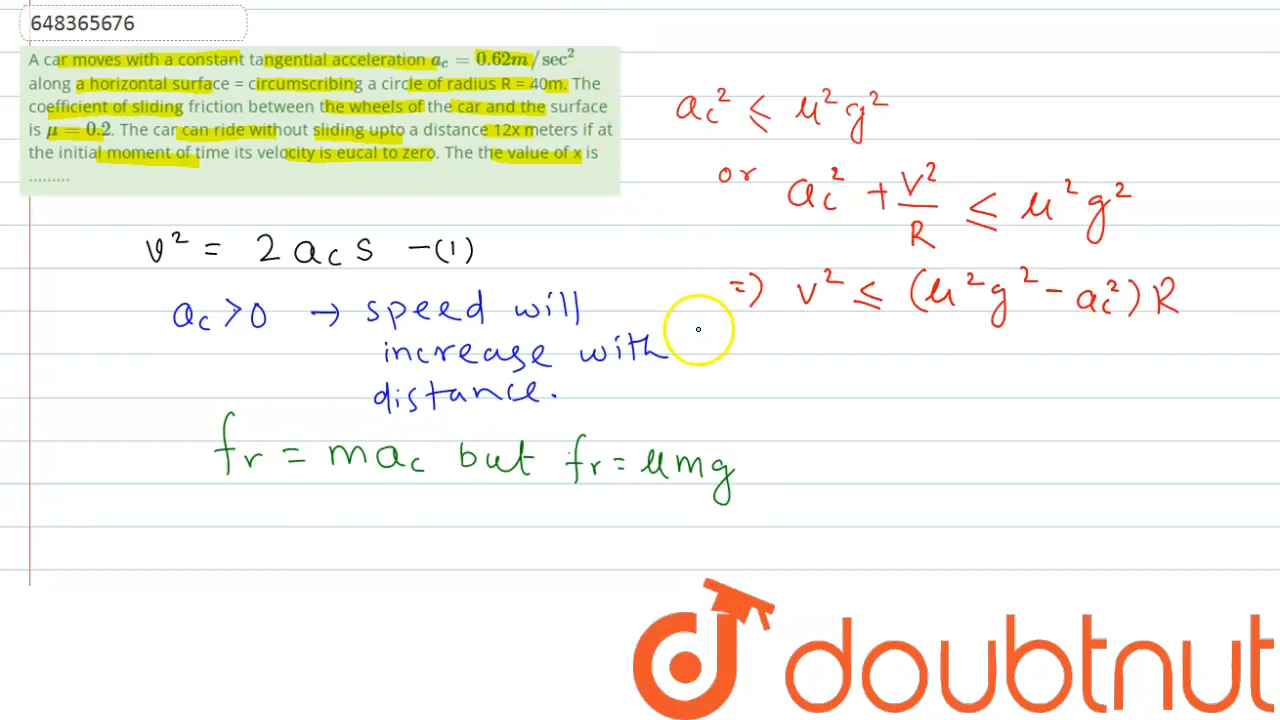 648365676
A car moves with a constant tangential acceleration a_c = 0.62m/sec²
along a horizontal surface = circumscribing a circle of radius R = 40m. The
coefficient of sliding friction between the wheels of the car and the surface
is μ = 0.2. The car can ride without sliding upto a distance 12x meters if at
the initial moment of time its velocity is eucal to zero. The the value of x is
.........
v² = 2 a_c s –(1)
a_c > 0 → speed will
increase with
distance.
fr = m a_c but fr = μmg
a_c² ≤ μ²g²
or a_c² + v²/R ≤ μ²g²
=) v² ≤ (μ²g² – a_c²) R
doubtnut